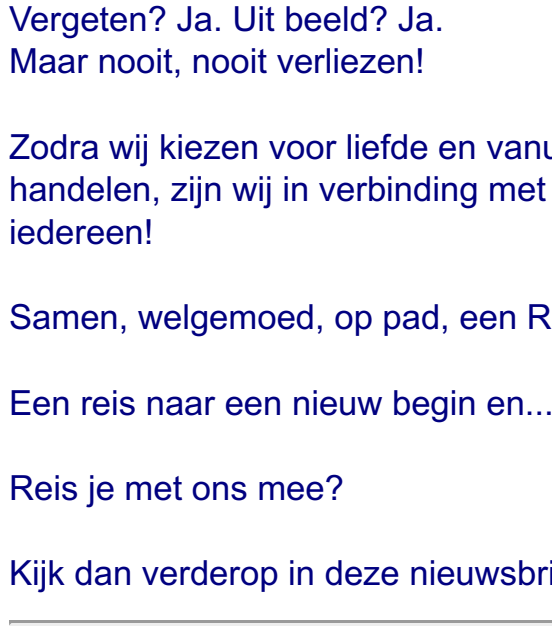 Vergeten? Ja. Uit beeld? Ja.
Maar nooit, nooit verliezen!
Zodra wij kiezen voor liefde en
handelen, zijn wij in verbinding met
iedereen!
Samen, welgemoed, op pad, een
Een reis naar een nieuw begin en...
Reis je met ons mee?
Kijk dan verderop in deze